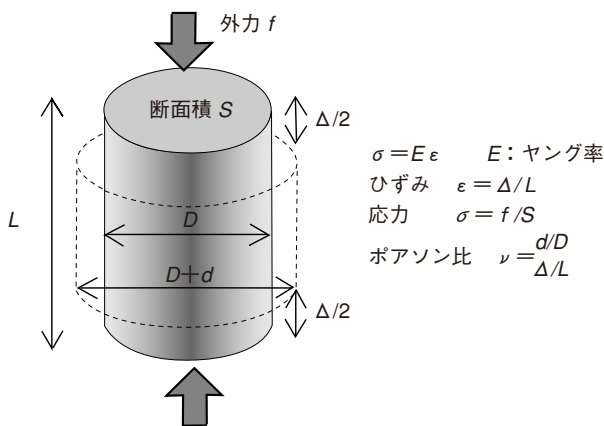 外力 f
断面積 S
Δ/2
L
D
D+d
Δ/2
σ=Eε E：ヤング率
ひずみ ε=Δ/L
応力 σ=f/S
ポアソン比 ν=d/D
Δ/L